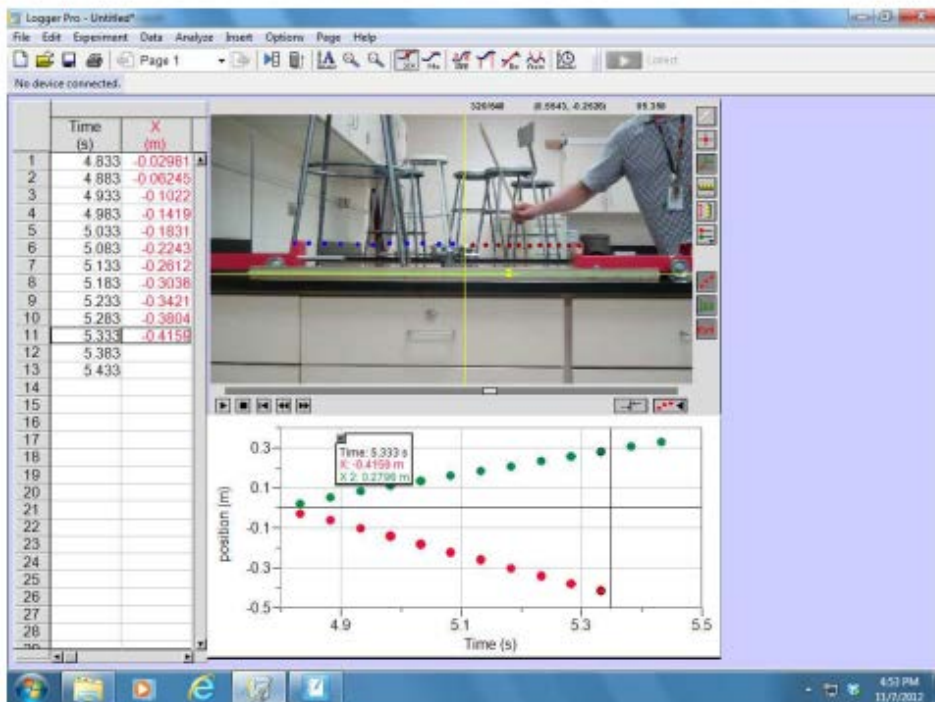 Logger Pro - Untitled*
File Edit Experiment Data Analyze Insert Options Page Help
Page 1
Collect
No device connected.
Time X
(s) (m)
1 4.833 -0.02981
2 4.883 -0.06245
3 4.933 -0.1022
4 4.983 -0.1419
5 5.033 -0.1831
6 5.083 -0.2243
7 5.133 -0.2612
8 5.183 -0.3038
9 5.233 -0.3421
10 5.283 -0.3804
11 5.333 -0.4159
12 5.383
13 5.433
14
15
16
17
18
19
20
21
22
23
24
25
26
27
28
29
0.3
0.1
-0.1
-0.3
-0.5
position (m)
Time: 5.333 s
X: -0.4159 m
X 2: 0.2796 m
4.9 5.1 5.3 5.5
Time (s)
4:53 PM
11/7/2012